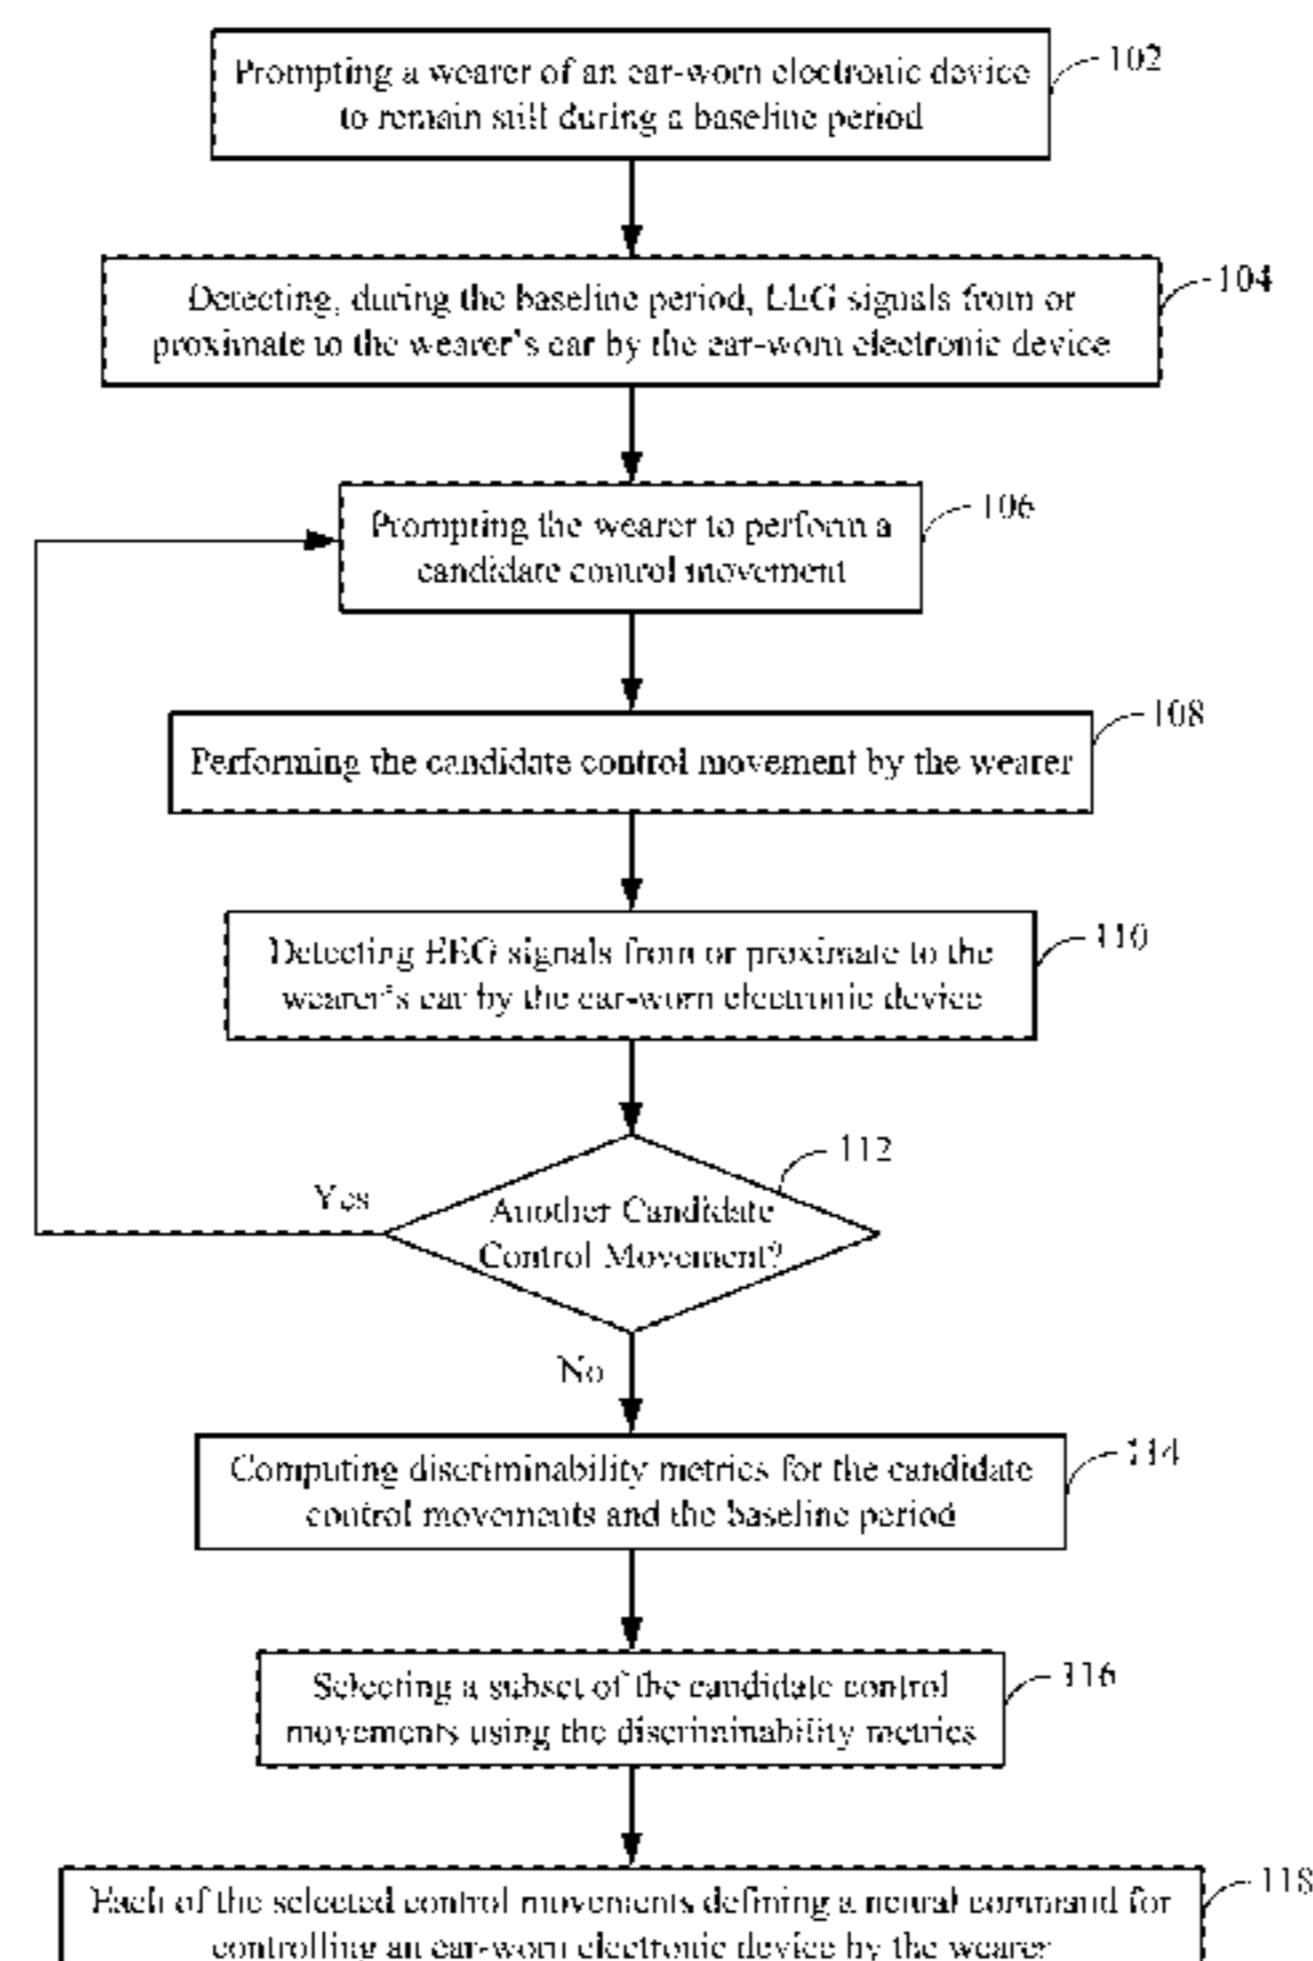 Prompting a wearer of an ear-worn electronic device
to remain still during a baseline period
102
Detecting, during the baseline period, EEG signals from or
proximate to the wearer's ear by the ear-worn electronic device
104
Prompting the wearer to perform a
candidate control movement
106
Performing the candidate control movement by the wearer
108
Detecting EEG signals from or proximate to the
wearer's ear by the ear-worn electronic device
110
112
Yes
Another Candidate
Control Movement?
No
Computing discriminability metrics for the candidate
control movements and the baseline period
114
Selecting a subset of the candidate control
movements using the discriminability metrics
116
Each of the selected control movements defining a neural command for
controlling an ear-worn electronic device by the wearer
118